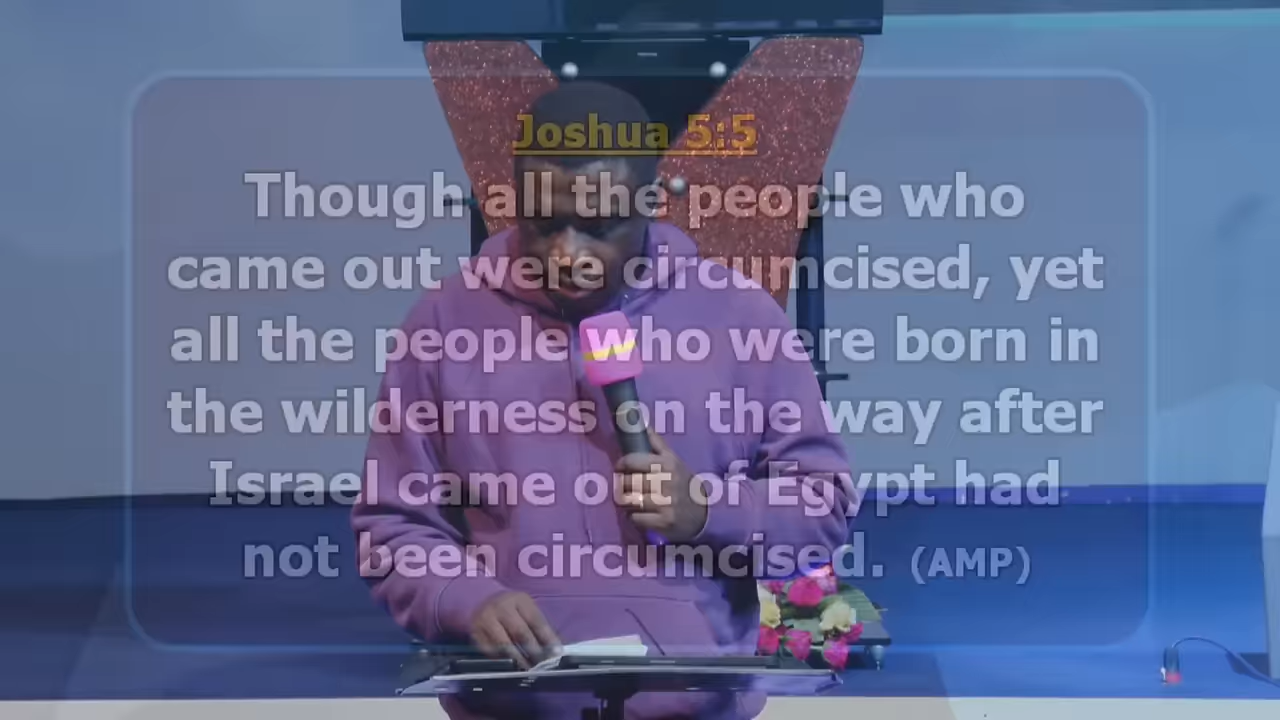 Joshua 5:5
Though all the people who
came out were circumcised, yet
all the people who were born in
the wilderness on the way after
Israel came out of Egypt had
not been circumcised. (AMP)